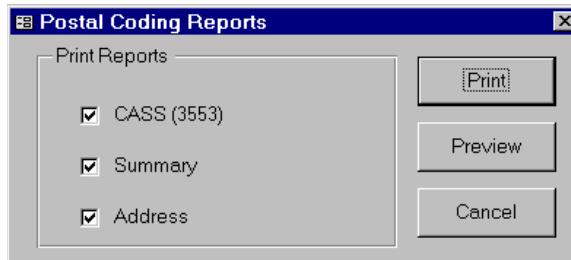 Postal Coding Reports
Print Reports
Print
CASS (3553)
Preview
Summary
Address
Cancel